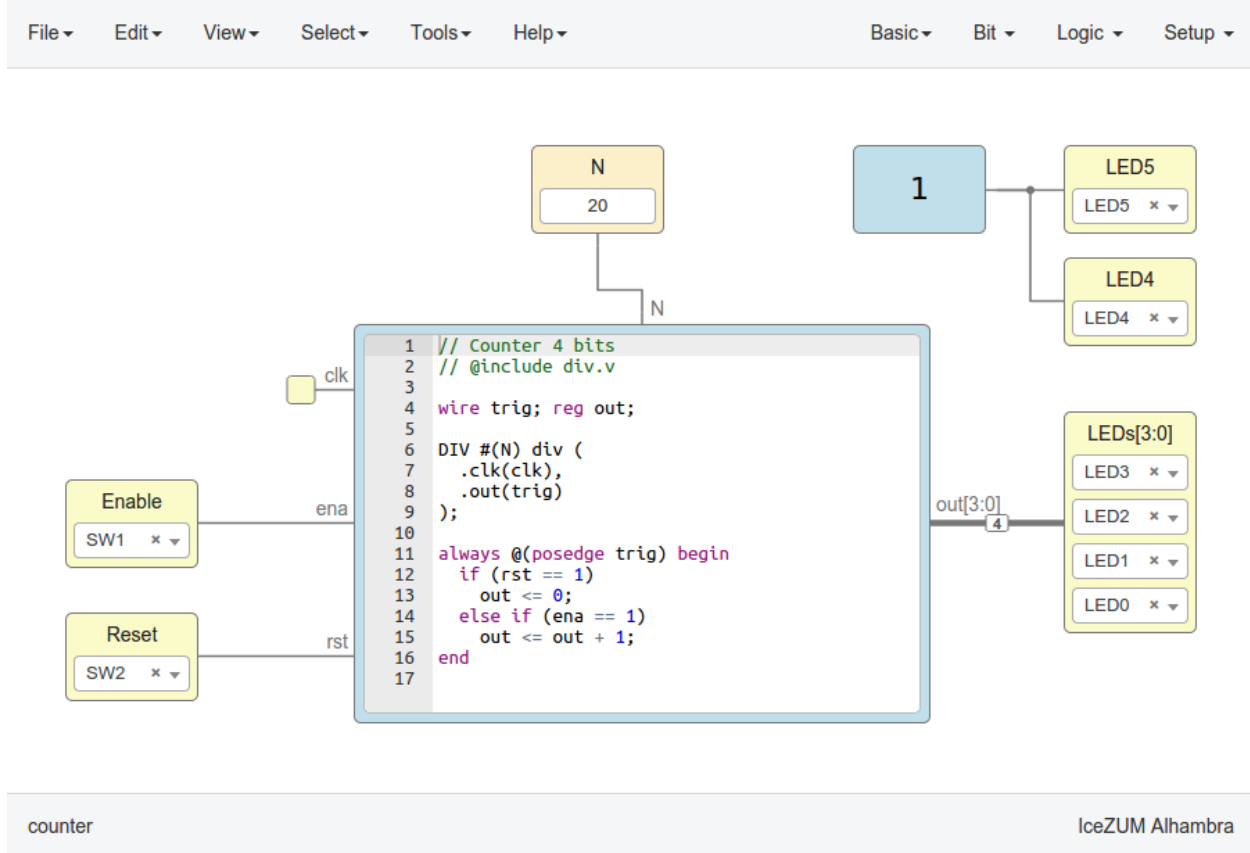 File Edit View Select Tools Help Basic Bit Logic Setup
N
20
1
LED5
LED5 ×
LED4
LED4 ×
N
clk
Enable
SW1 ×
ena
Reset
SW2 ×
rst
1 // Counter 4 bits
2 // @include div.v
3
4 wire trig; reg out;
5
6 DIV #(N) div (
7 .clk(clk),
8 .out(trig)
9 );
10
11 always @(posedge trig) begin
12 if (rst == 1)
13 out <= 0;
14 else if (ena == 1)
15 out <= out + 1;
16 end
17
out[3:0]
4
LEDs[3:0]
LED3 ×
LED2 ×
LED1 ×
LED0 ×
counter IceZUM Alhambra